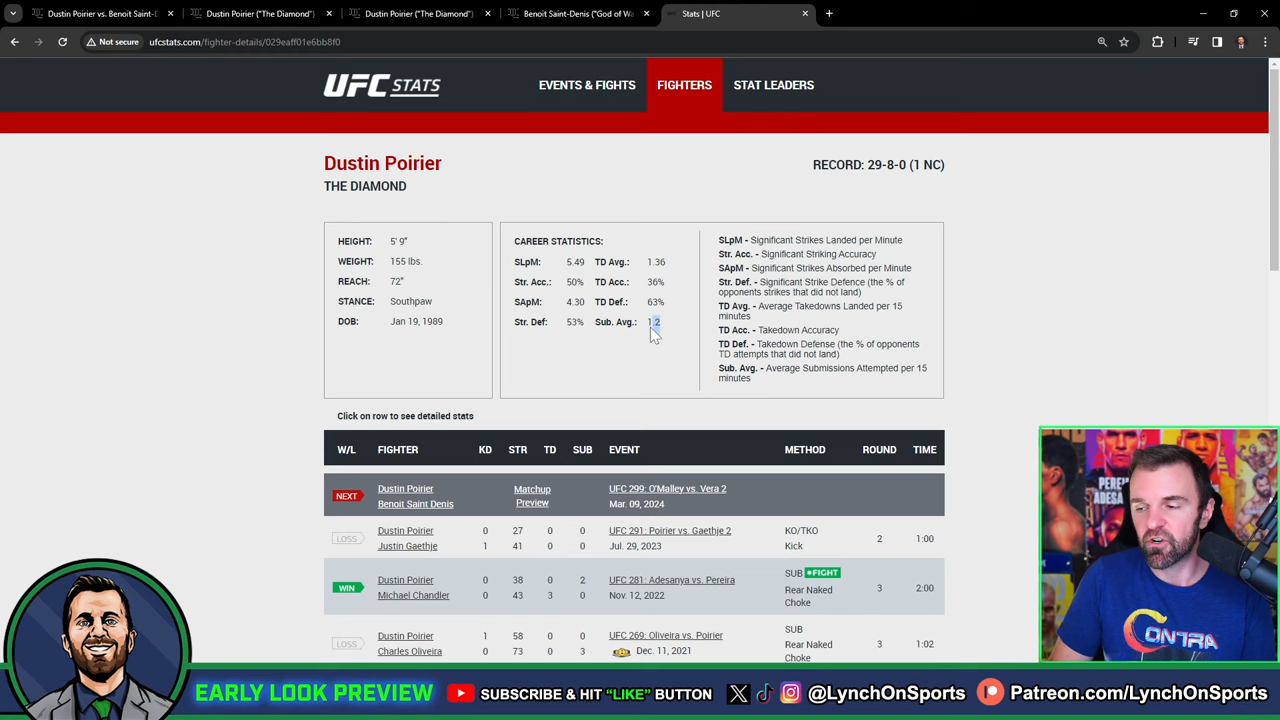 Dustin Poirier vs. Benoit Saint-D
Dustin Poirier ("The Diamond")
Dustin Poirier ("The Diamond")
Benoit Saint-Denis ("God of Wa
Stats | UFC
Not secure
ufcstats.com/fighter-details/029eaff01e6bb8f0
UFC STATS
EVENTS & FIGHTS
FIGHTERS
STAT LEADERS
Dustin Poirier
RECORD: 29-8-0 (1 NC)
THE DIAMOND
HEIGHT: 5' 9"
WEIGHT: 155 lbs.
REACH: 72"
STANCE: Southpaw
DOB: Jan 19, 1989
CAREER STATISTICS:
SLpM: 5.49 TD Avg.: 1.36
Str. Acc.: 50% TD Acc.: 36%
SApM: 4.30 TD Def.: 63%
Str. Def: 53% Sub. Avg.: 1.2
SLpM - Significant Strikes Landed per Minute
Str. Acc. - Significant Striking Accuracy
SApM - Significant Strikes Absorbed per Minute
Str. Def. - Significant Strike Defence (the % of
opponents strikes that did not land)
TD Avg. - Average Takedowns Landed per 15
minutes
TD Acc. - Takedown Accuracy
TD Def. - Takedown Defense (the % of opponents
TD attempts that did not land)
Sub. Avg. - Average Submissions Attempted per 15
minutes
Click on row to see detailed stats
W/L FIGHTER KD STR TD SUB EVENT METHOD ROUND TIME
NEXT
Dustin Poirier Matchup UFC 299: O'Malley vs. Vera 2
Benoit Saint Denis Preview Mar. 09, 2024
LOSS
Dustin Poirier 0 27 0 0 UFC 291: Poirier vs. Gaethje 2 KO/TKO
Justin Gaethje 1 41 0 0 Jul. 29, 2023 Kick
2 1:00
WIN
Dustin Poirier 0 38 0 2 UFC 281: Adesanya vs. Pereira SUB FIGHT
Michael Chandler 0 43 3 0 Nov. 12, 2022 Rear Naked
Choke
3 2:00
LOSS
Dustin Poirier 1 58 0 0 UFC 269: Oliveira vs. Poirier SUB
Charles Oliveira 0 73 0 3 Dec. 11, 2021 Rear Naked
Choke
3 1:02
PEREI
ADESA
CONTRA
EARLY LOOK PREVIEW
SUBSCRIBE & HIT “LIKE” BUTTON
@LynchOnSports
Patreon.com/LynchOnSports